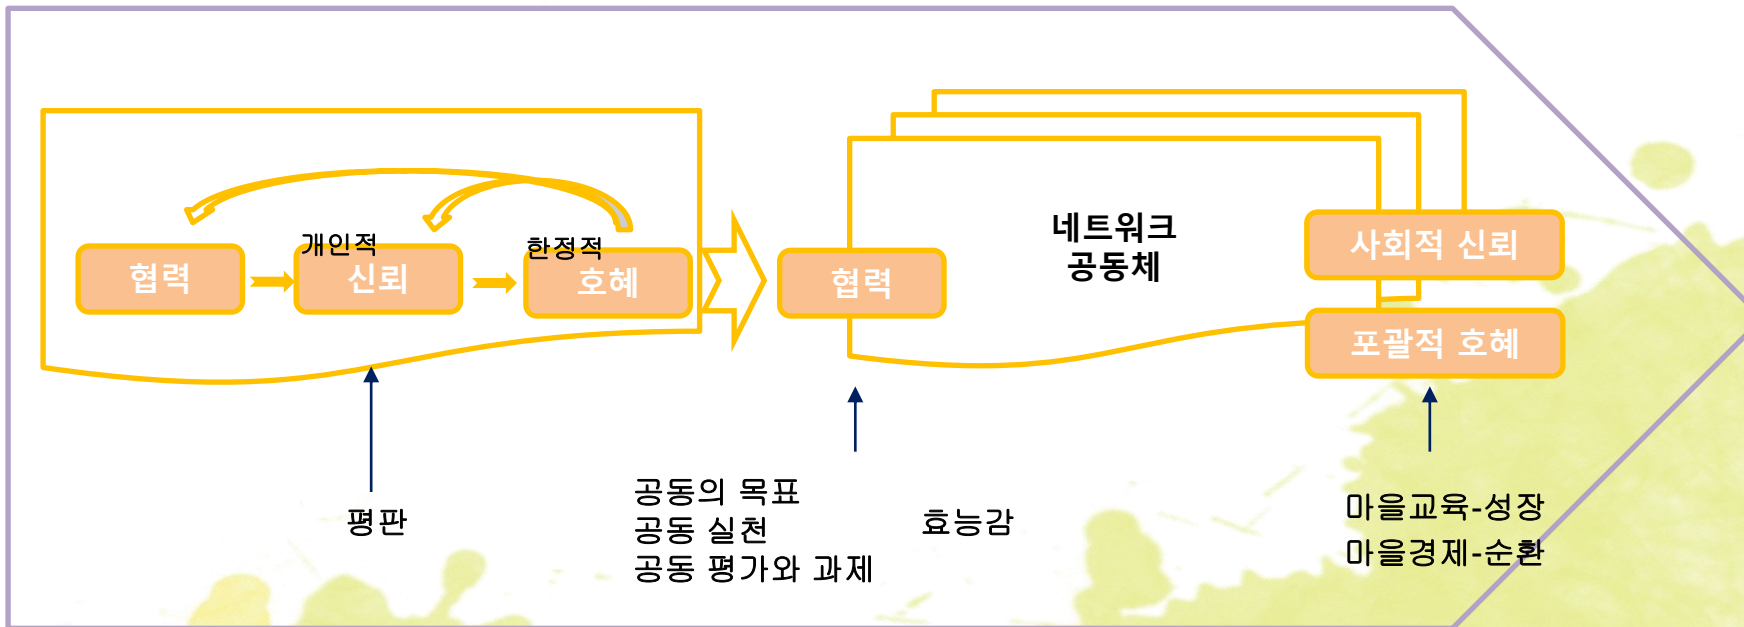 개인적
한정적
협력
신뢰
호혜
협력
네트워크
공동체
사회적 신뢰
포괄적 호혜
평판
공동의 목표
공동 실천
공동 평가와 과제
효능감
마을교육-성장
마을경제-순환